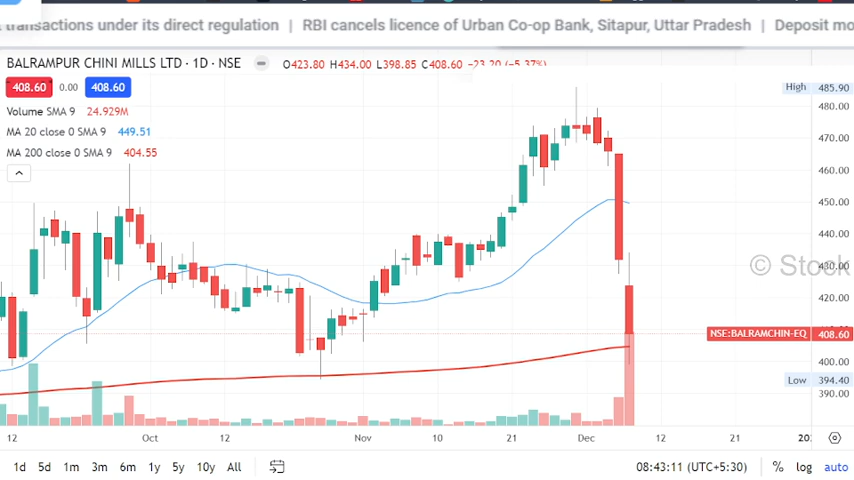 transactions under its direct regulation | RBI cancels licence of Urban Co-op Bank, Sitapur, Uttar Pradesh | Deposit mo
BALRAMPUR CHINI MILLS LTD · 1D · NSE O423.80 H434.00 L398.85 C408.60 −23.20 (−5.37%)
408.60 0.00 408.60
Volume SMA 9 24.929M
MA 20 close 0 SMA 9 449.51
MA 200 close 0 SMA 9 404.55
High 485.90
480.00
470.00
460.00
450.00
440.00
430.00
© Stock
420.00
NSE:BALRAMCHIN-EQ 408.60
400.00
Low 394.40
390.00
12 Oct 12 Nov 10 21 Dec 12 21 20
1d 5d 1m 3m 6m 1y 5y 10y All 08:43:11 (UTC+5:30) % log auto